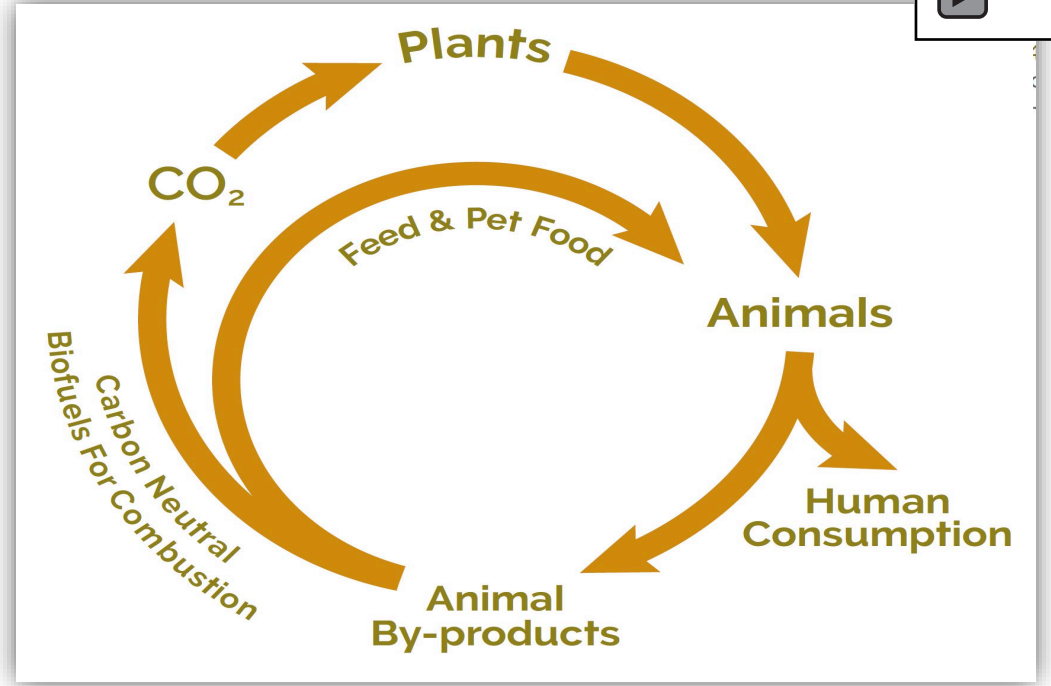 Plants
CO₂
Feed & Pet Food
Animals
Carbon Neutral
Biofuels For Combustion
Human
Consumption
Animal
By-products